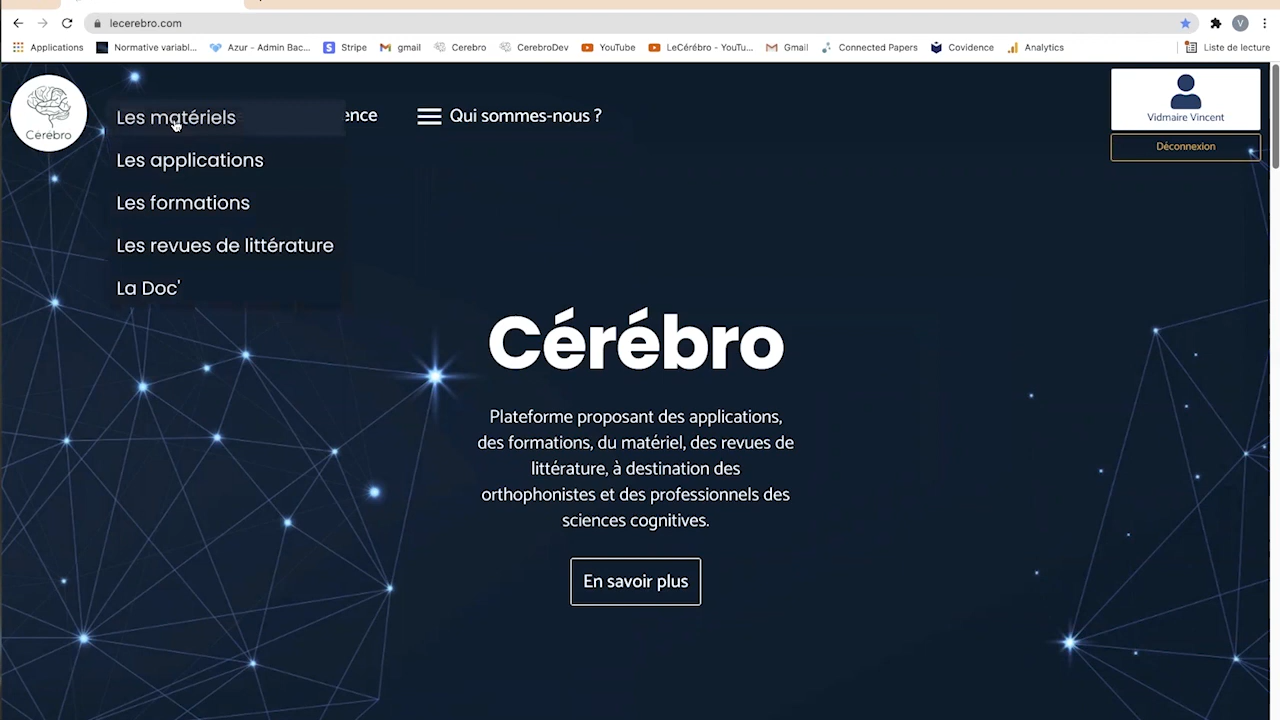 lecerebro.com
V
Applications
Normative variabl...
Azur - Admin Bac...
Stripe
gmail
Cerebro
CerebroDev
YouTube
LeCérébro - YouTu...
Gmail
Connected Papers
Covidence
Analytics
Liste de lecture
Cérébro
Les matériels
ence
Qui sommes-nous ?
Vidmaire Vincent
Déconnexion
Les applications
Les formations
Les revues de littérature
La Doc'
Cérébro
Plateforme proposant des applications,
des formations, du matériel, des revues de
littérature, à destination des
orthophonistes et des professionnels des
sciences cognitives.
En savoir plus